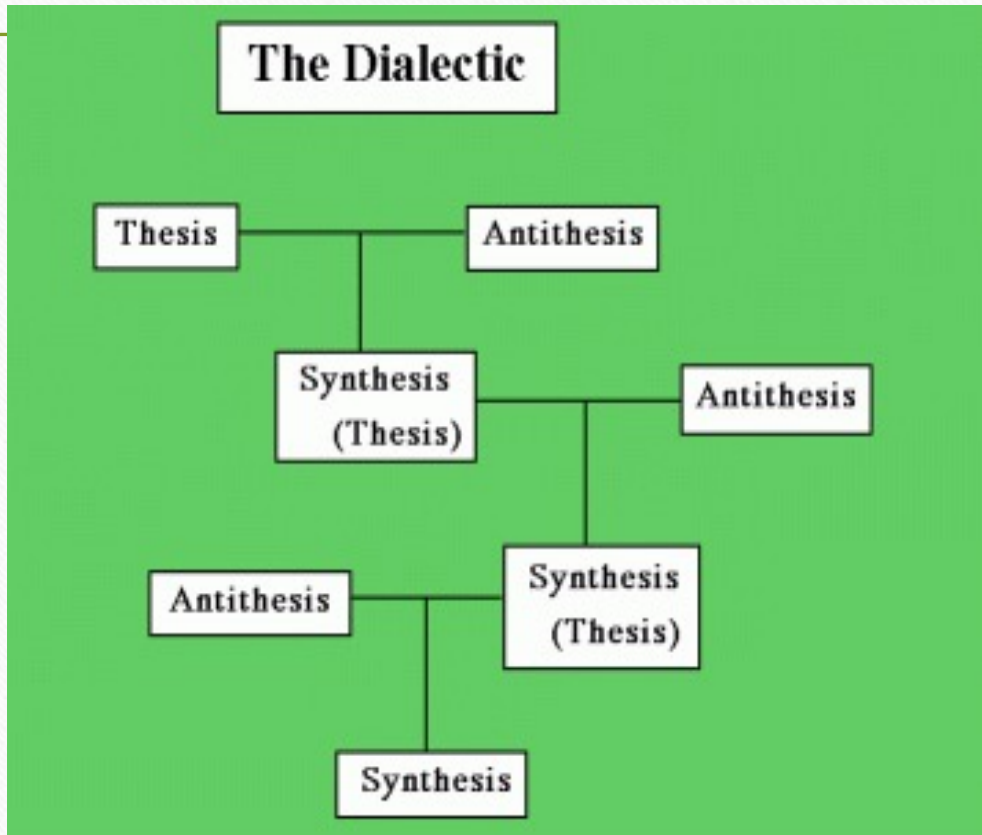 The Dialectic
Thesis
Antithesis
Synthesis
(Thesis)
Antithesis
Antithesis
Synthesis
(Thesis)
Synthesis